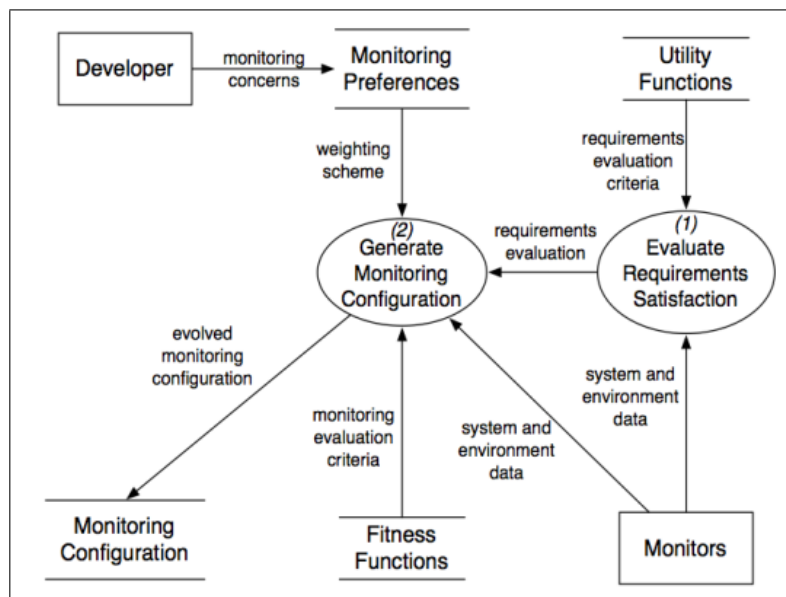 Developer
monitoring
concerns
Monitoring
Preferences
Utility
Functions
weighting
scheme
requirements
evaluation
criteria
(2)
Generate
Monitoring
Configuration
requirements
evaluation
(1)
Evaluate
Requirements
Satisfaction
evolved
monitoring
configuration
monitoring
evaluation
criteria
system and
environment
data
system and
environment
data
Monitoring
Configuration
Fitness
Functions
Monitors